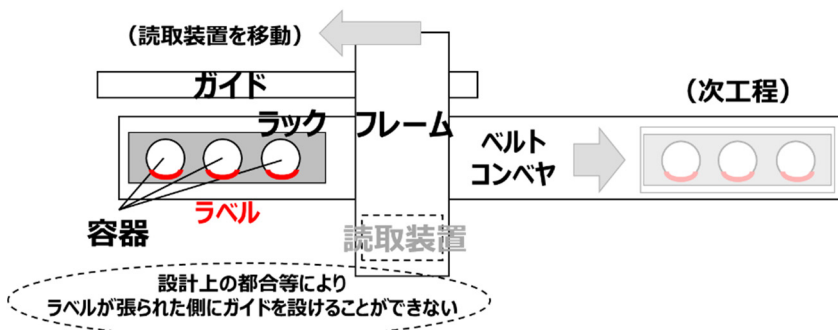 （読取装置を移動）
ガイド
（次工程）
ラック
フレーム
ベルト
コンベヤ
ラベル
容器
読取装置
設計上の都合等により
ラベルが張られた側にガイドを設けることができない